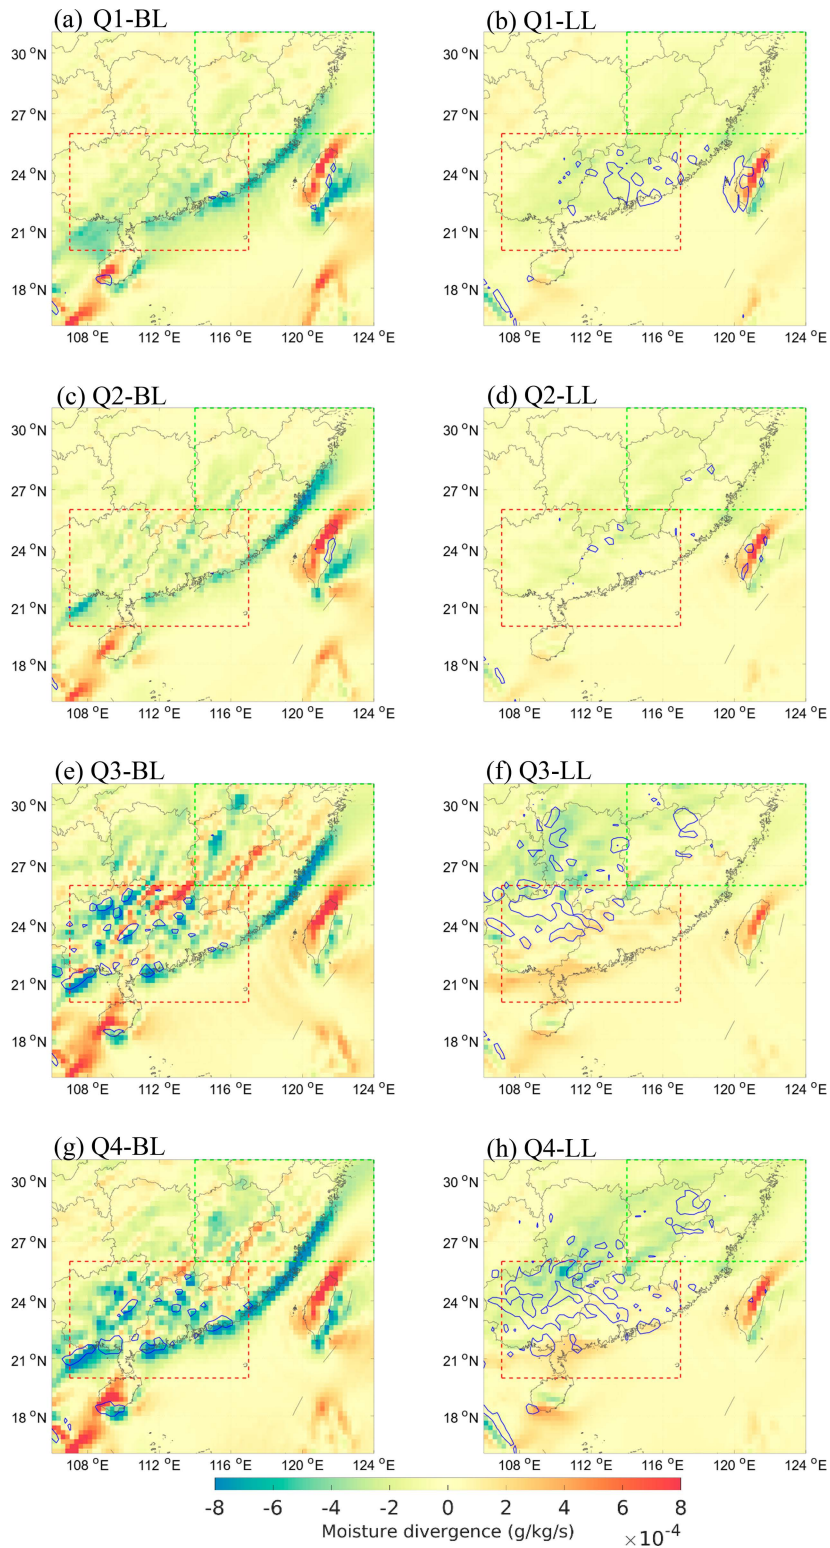 (a) Q1-BL
(b) Q1-LL
30 °N
27 °N
24 °N
21 °N
18 °N
108 °E
112 °E
116 °E
120 °E
124 °E
30 °N
27 °N
24 °N
21 °N
18 °N
108 °E
112 °E
116 °E
120 °E
124 °E
(c) Q2-BL
(d) Q2-LL
30 °N
27 °N
24 °N
21 °N
18 °N
108 °E
112 °E
116 °E
120 °E
124 °E
30 °N
27 °N
24 °N
21 °N
18 °N
108 °E
112 °E
116 °E
120 °E
124 °E
(e) Q3-BL
(f) Q3-LL
30 °N
27 °N
24 °N
21 °N
18 °N
108 °E
112 °E
116 °E
120 °E
124 °E
30 °N
27 °N
24 °N
21 °N
18 °N
108 °E
112 °E
116 °E
120 °E
124 °E
(g) Q4-BL
(h) Q4-LL
30 °N
27 °N
24 °N
21 °N
18 °N
108 °E
112 °E
116 °E
120 °E
124 °E
30 °N
27 °N
24 °N
21 °N
18 °N
108 °E
112 °E
116 °E
120 °E
124 °E
-8 -6 -4 -2 0 2 4 6 8
Moisture divergence (g/kg/s) ×10⁻⁴